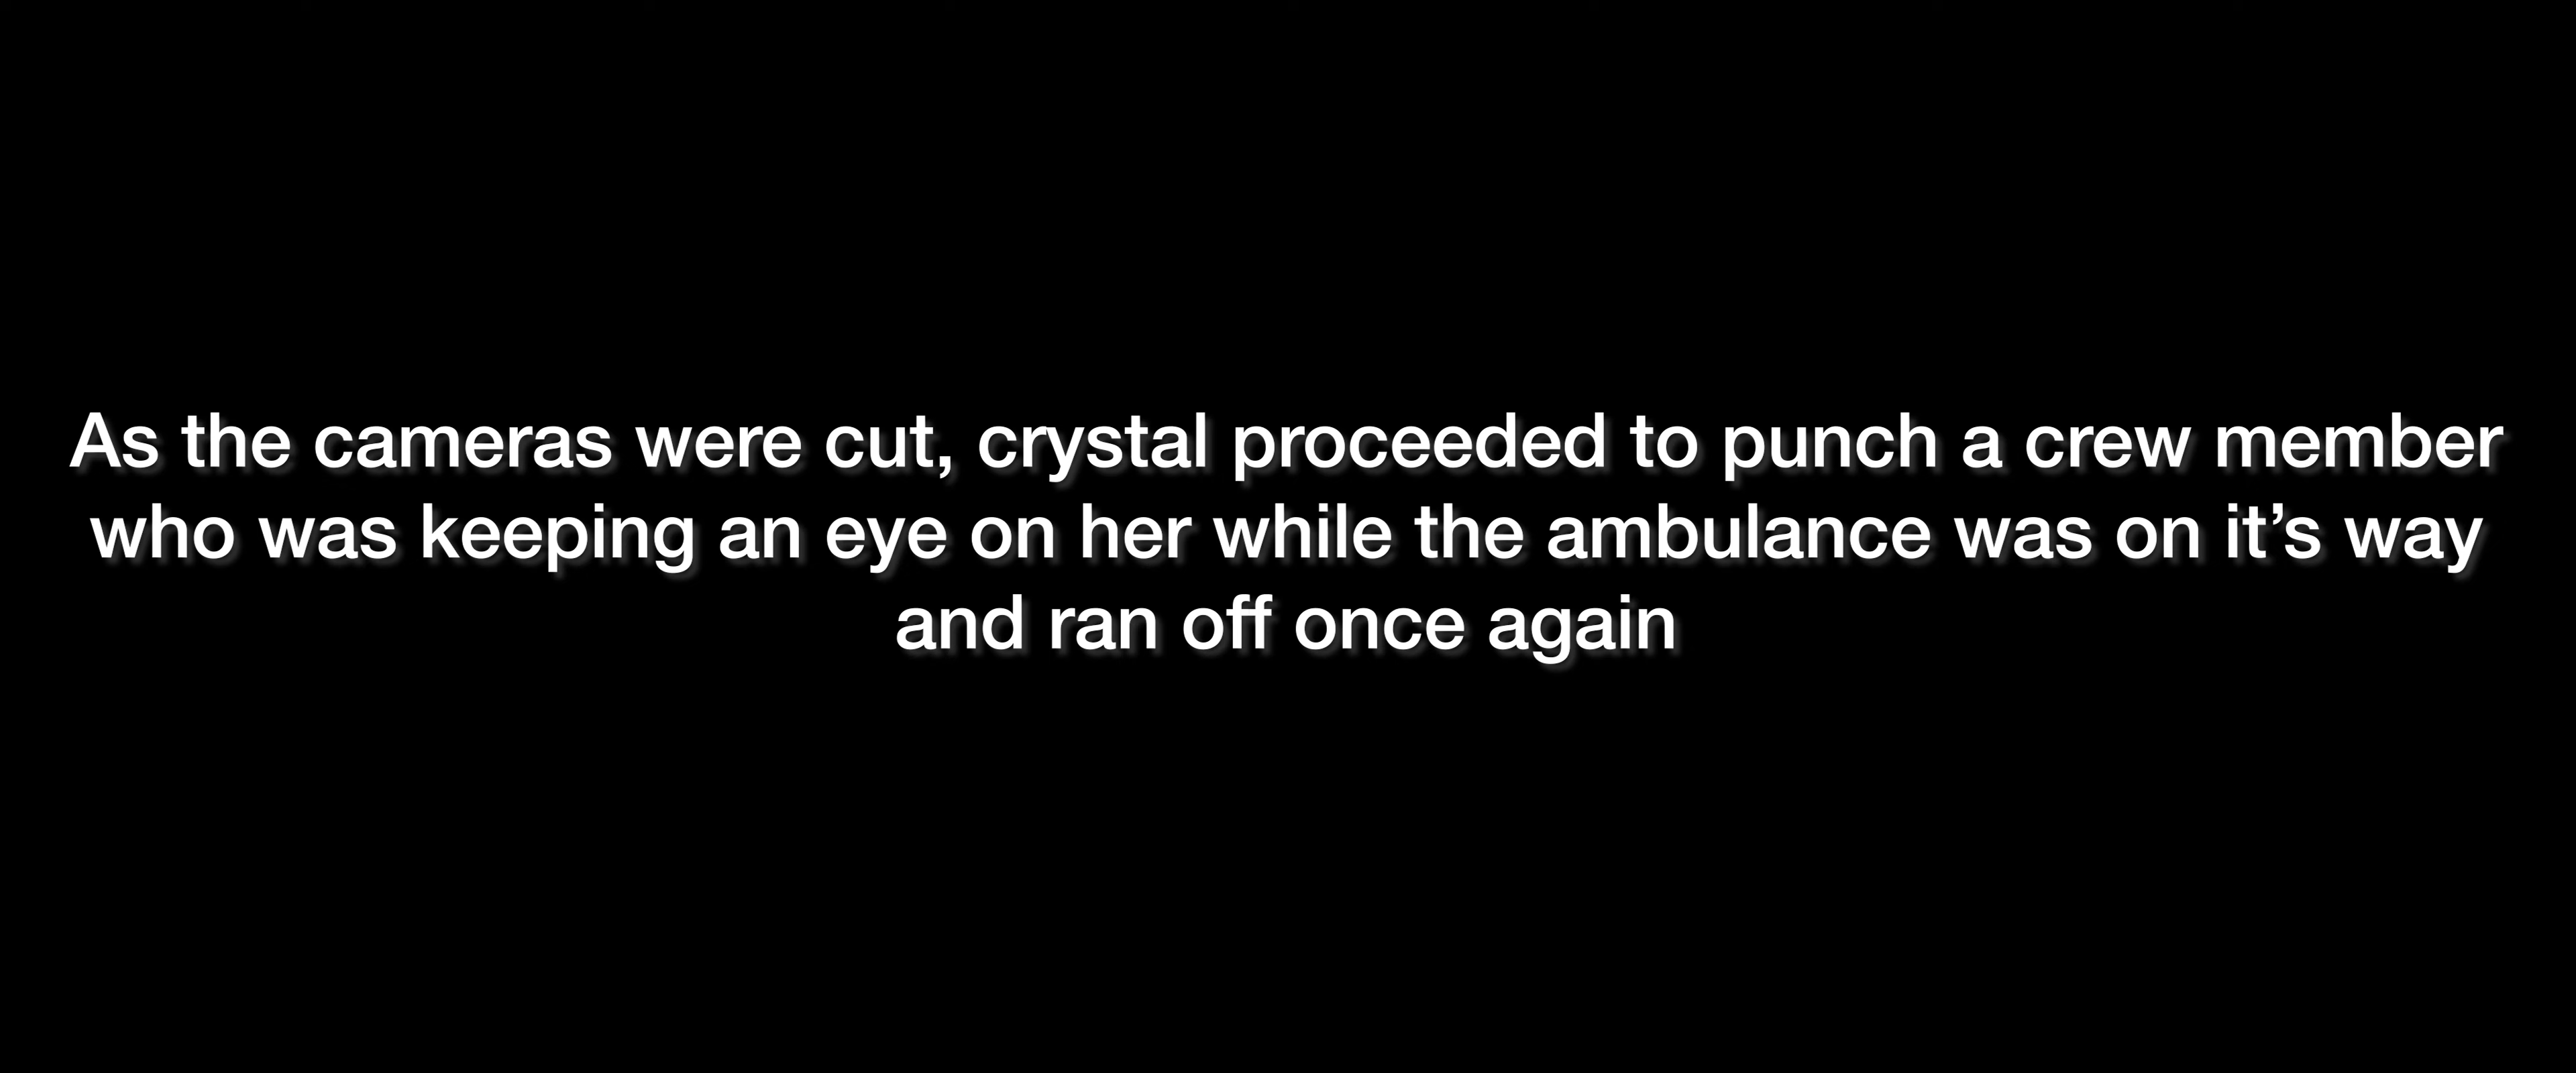 As the cameras were cut, crystal proceeded to punch a crew member
who was keeping an eye on her while the ambulance was on it’s way
and ran off once again